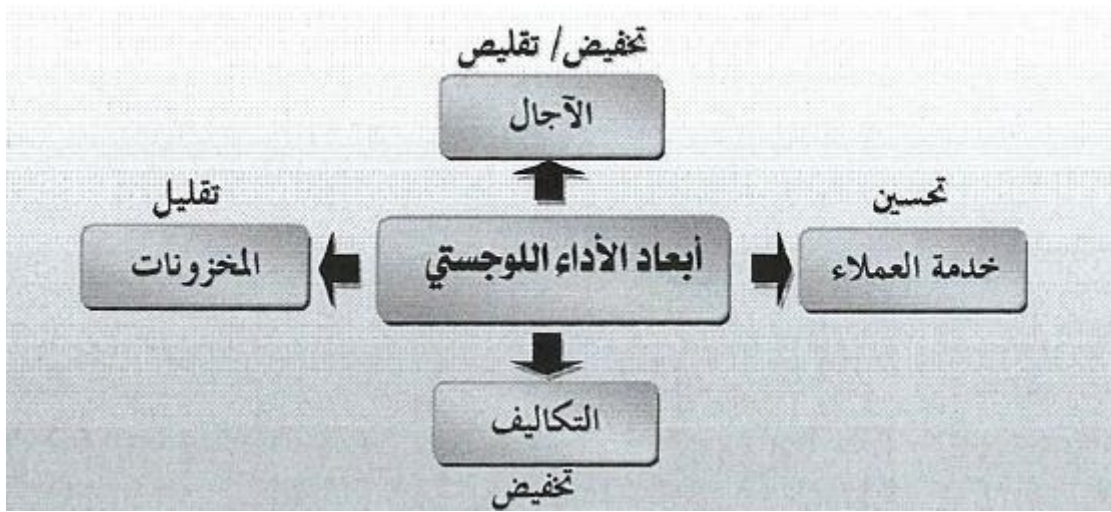 تخفيض/ تقليص
الآجال
تحسين
خدمة العملاء
أبعاد الأداء اللوجستي
تقليل
المخزونات
التكاليف
تخفيض